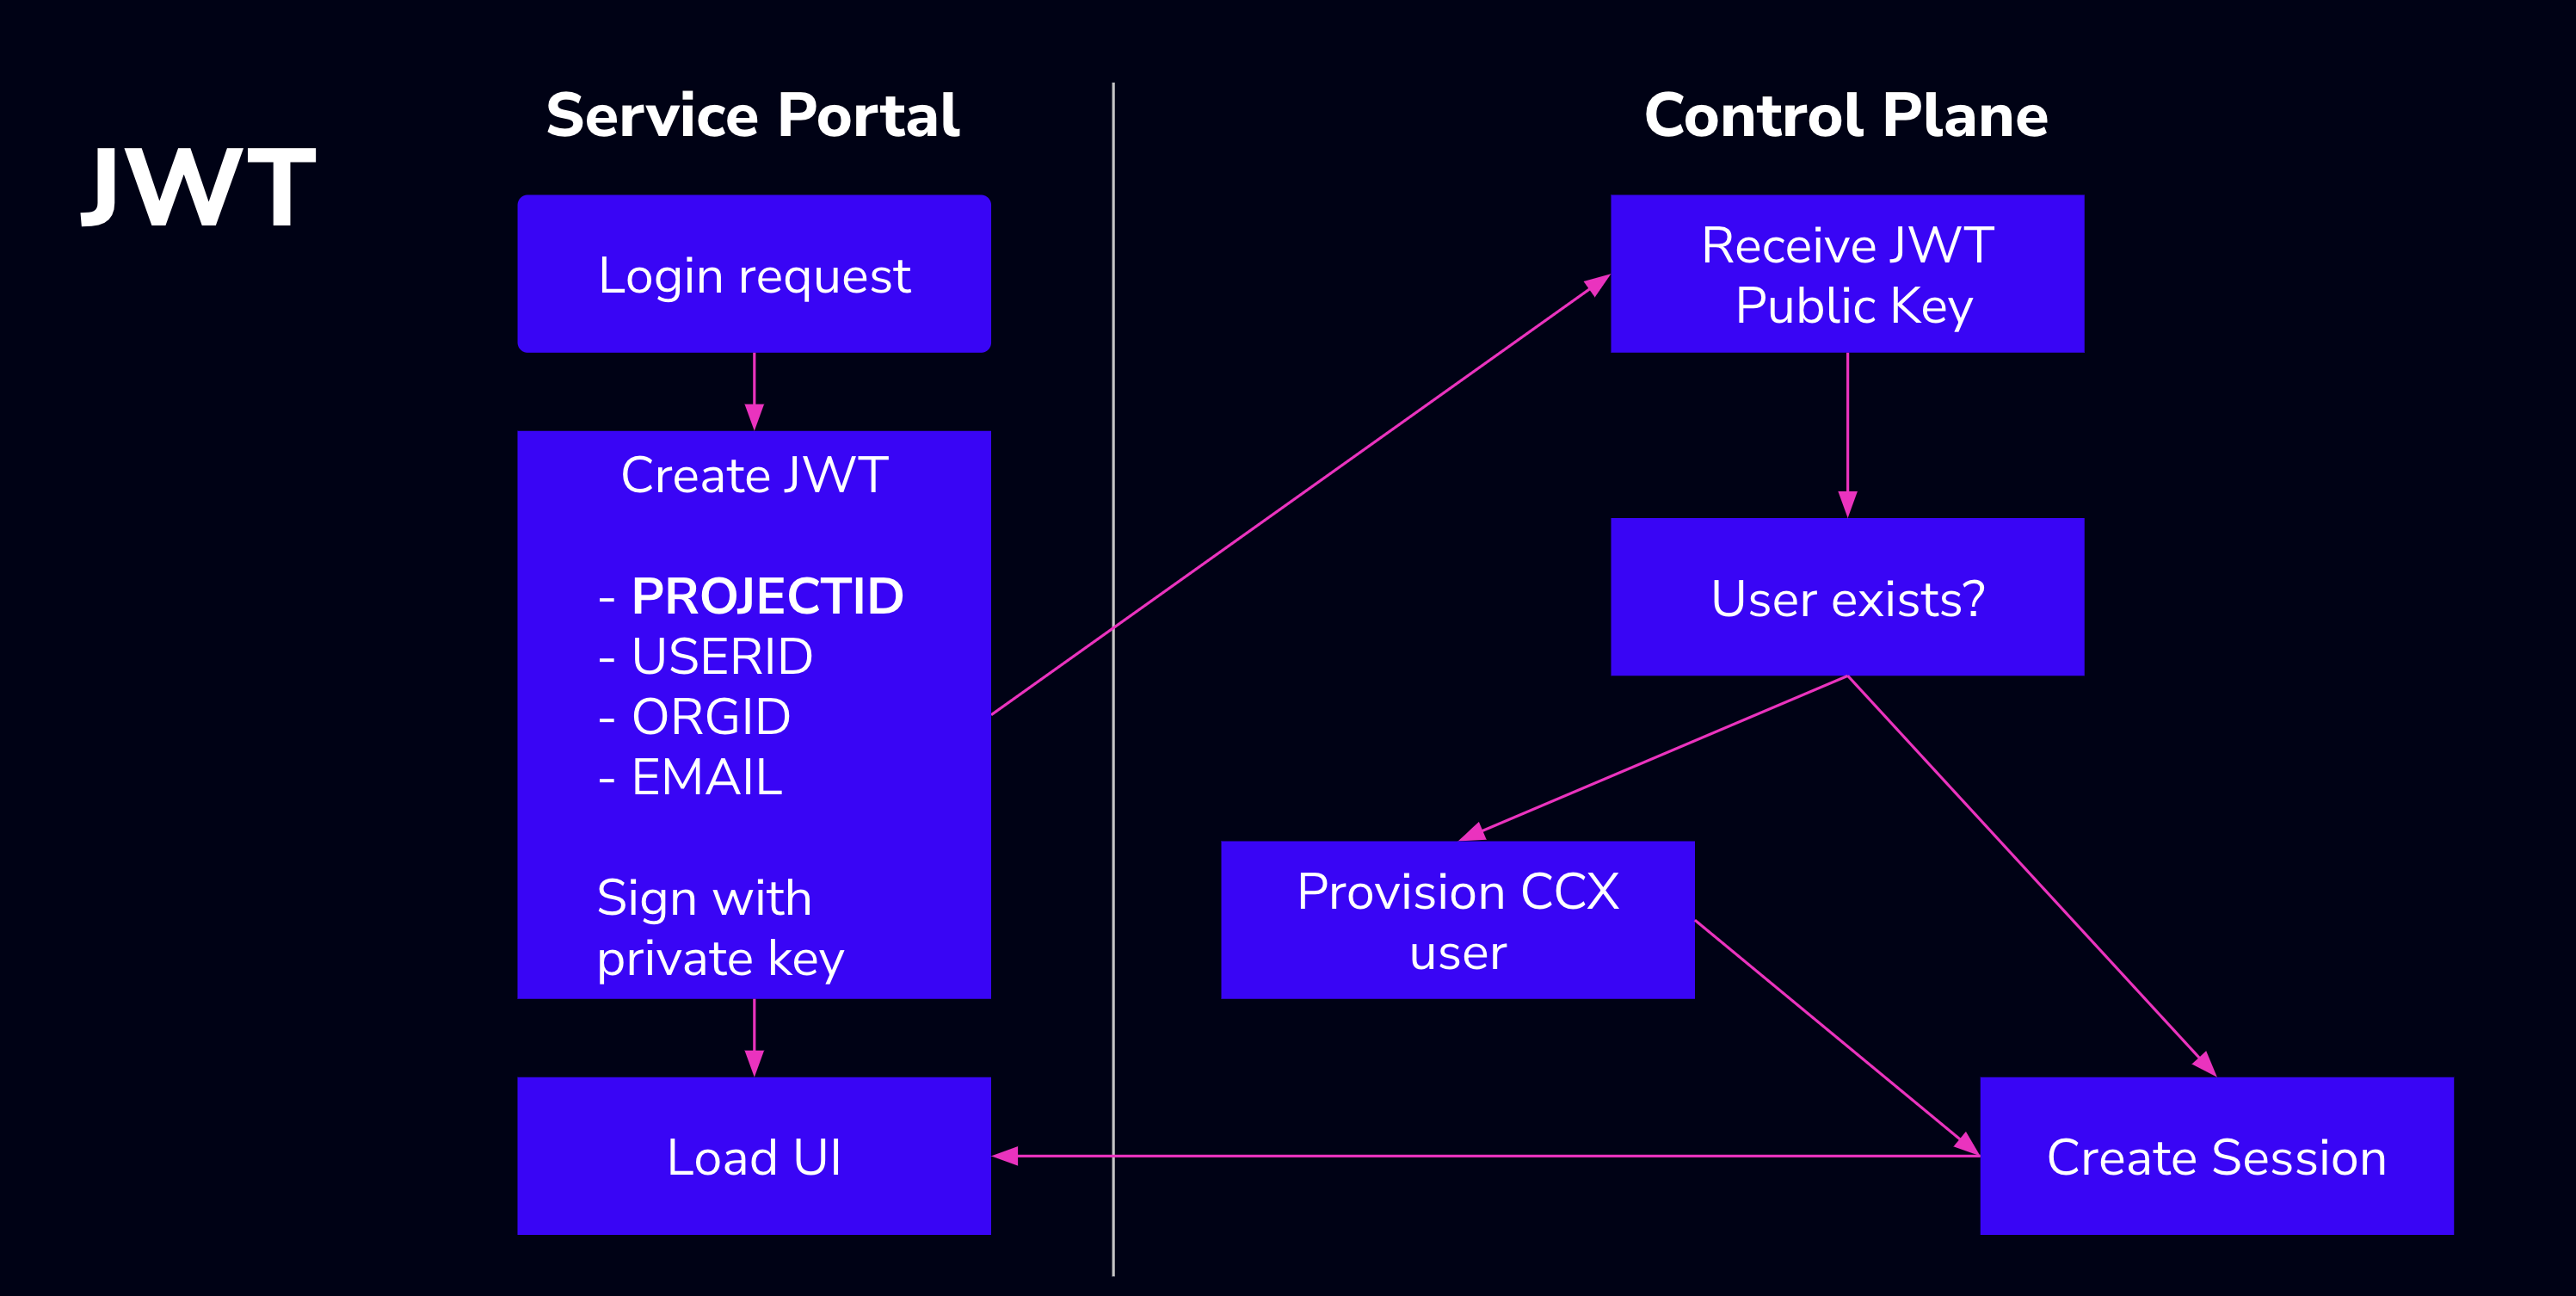 JWT
Service Portal
Login request
Create JWT
- PROJECTID
- USERID
- ORGID
- EMAIL
Sign with
private key
Load UI
Control Plane
Receive JWT
Public Key
User exists?
Provision CCX
user
Create Session